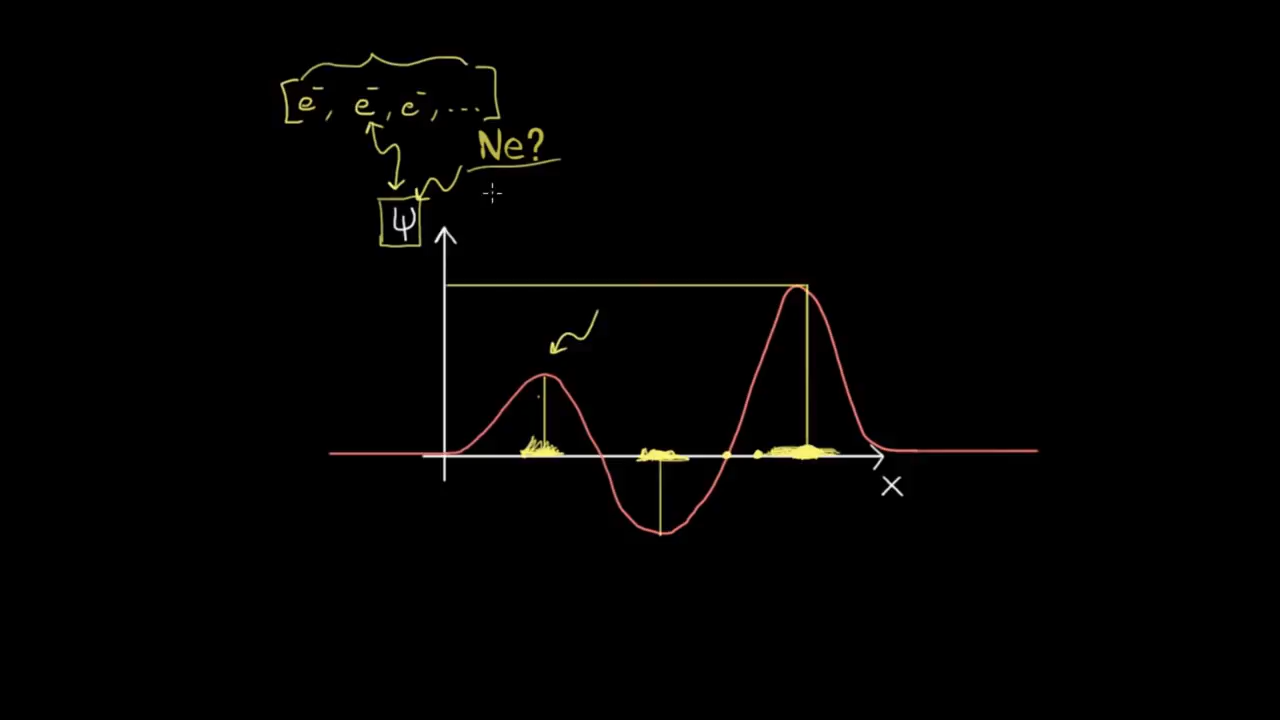 [e⁻, e⁻, e⁻, ....]
Ne?
Ψ
x